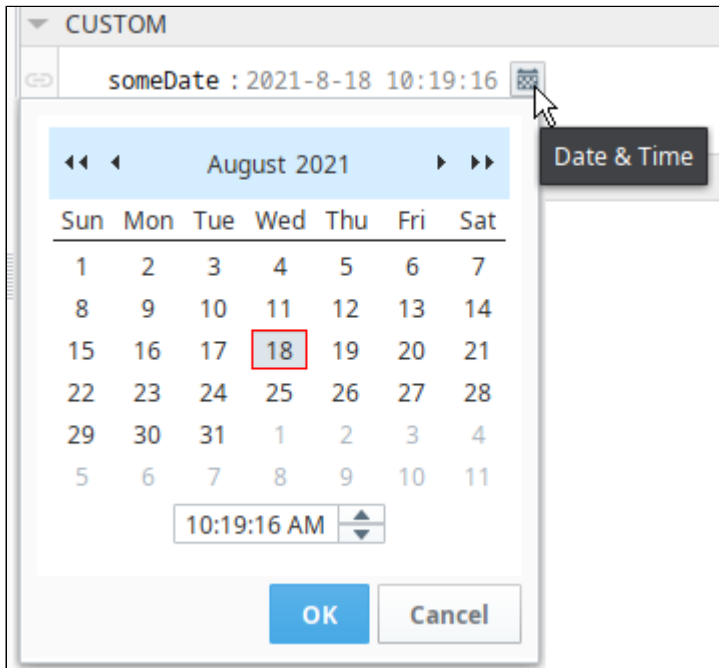 CUSTOM
someDate : 2021-8-18 10:19:16
Date & Time
August 2021
Sun Mon Tue Wed Thu Fri Sat
1 2 3 4 5 6 7
8 9 10 11 12 13 14
15 16 17 18 19 20 21
22 23 24 25 26 27 28
29 30 31 1 2 3 4
5 6 7 8 9 10 11
10:19:16 AM
OK Cancel